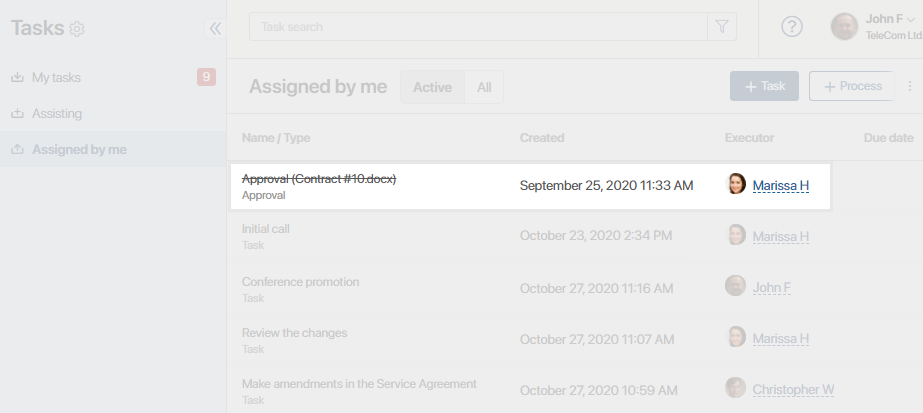 Tasks
Task search
John F
TeleCom Ltd
My tasks
9
Assisting
Assigned by me
Assigned by me
Active
All
+ Task
+ Process
Name / Type
Created
Executor
Due date
Approval (Contract #10.docx)
September 25, 2020 11:33 AM
Marissa H
Approval
Initial call
October 23, 2020 2:34 PM
Marissa H
Task
Conference promotion
October 27, 2020 11:16 AM
John F
Task
Review the changes
October 27, 2020 11:07 AM
Marissa H
Task
Make amendments in the Service Agreement
October 27, 2020 10:59 AM
Christopher W
Task